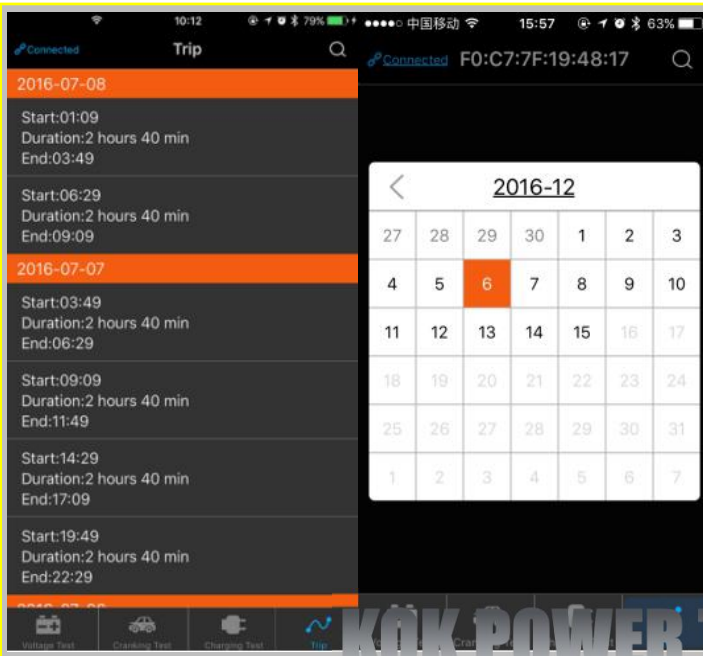 10:12
79%
Connected
Trip
2016-07-08
Start:01:09
Duration:2 hours 40 min
End:03:49
Start:06:29
Duration:2 hours 40 min
End:09:09
2016-07-07
Start:03:49
Duration:2 hours 40 min
End:06:29
Start:09:09
Duration:2 hours 40 min
End:11:49
Start:14:29
Duration:2 hours 40 min
End:17:09
Start:19:49
Duration:2 hours 40 min
End:22:29
Voltage Test
Cranking Test
Charging Test
Trip
中国移动
15:57
63%
Connected
F0:C7:7F:19:48:17
2016-12
27 28 29 30 1 2 3
4 5 6 7 8 9 10
11 12 13 14 15 16 17
18 19 20 21 22 23 24
25 26 27 28 29 30 31
1 2 3 4 5 6 7
KOK POWER